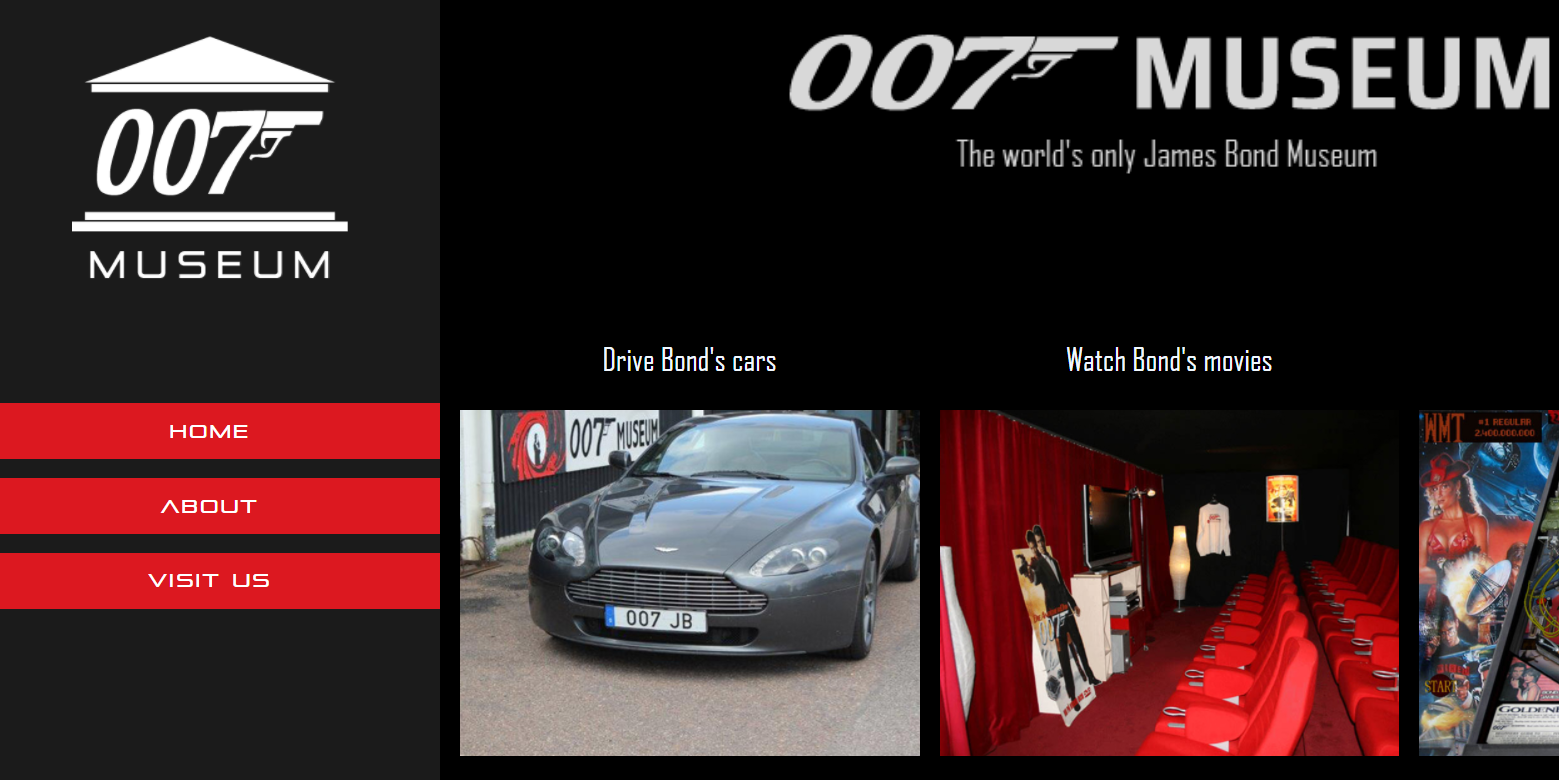 007
MUSEUM
007 MUSEUM
The world's only James Bond Museum
HOME
ABOUT
VISIT US
Drive Bond's cars
Watch Bond's movies
007 MUSEUM
007 JB
007
WMT
#1 REGULAR
2,400,000,000
START